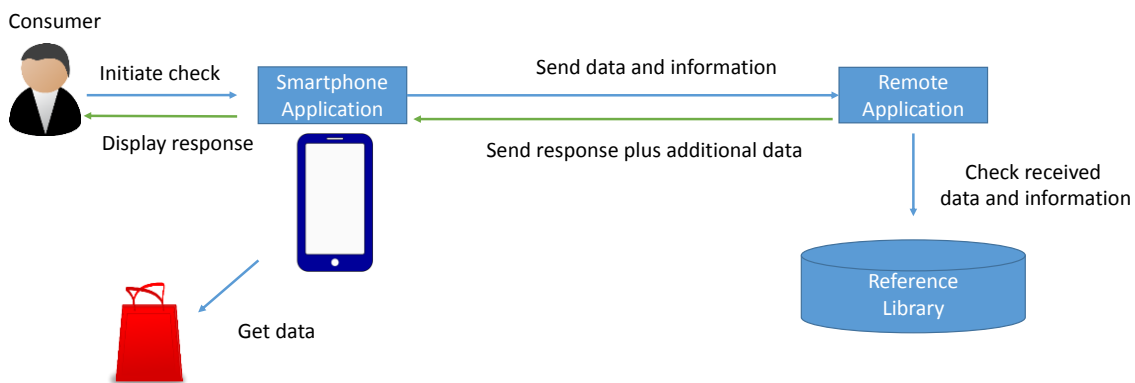 Consumer
Initiate check
Smartphone
Application
Send data and information
Remote
Application
Display response
Send response plus additional data
Check received
data and information
Reference
Library
Get data